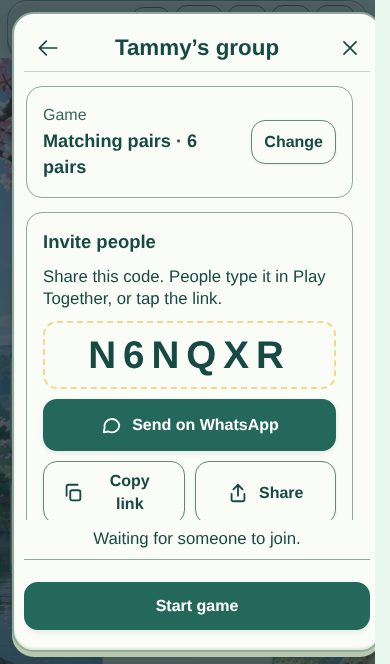 Tammy’s group
Game
Matching pairs · 6
pairs
Change
Invite people
Share this code. People type it in Play
Together, or tap the link.
N6NQXR
Send on WhatsApp
Copy
link
Share
Waiting for someone to join.
Start game